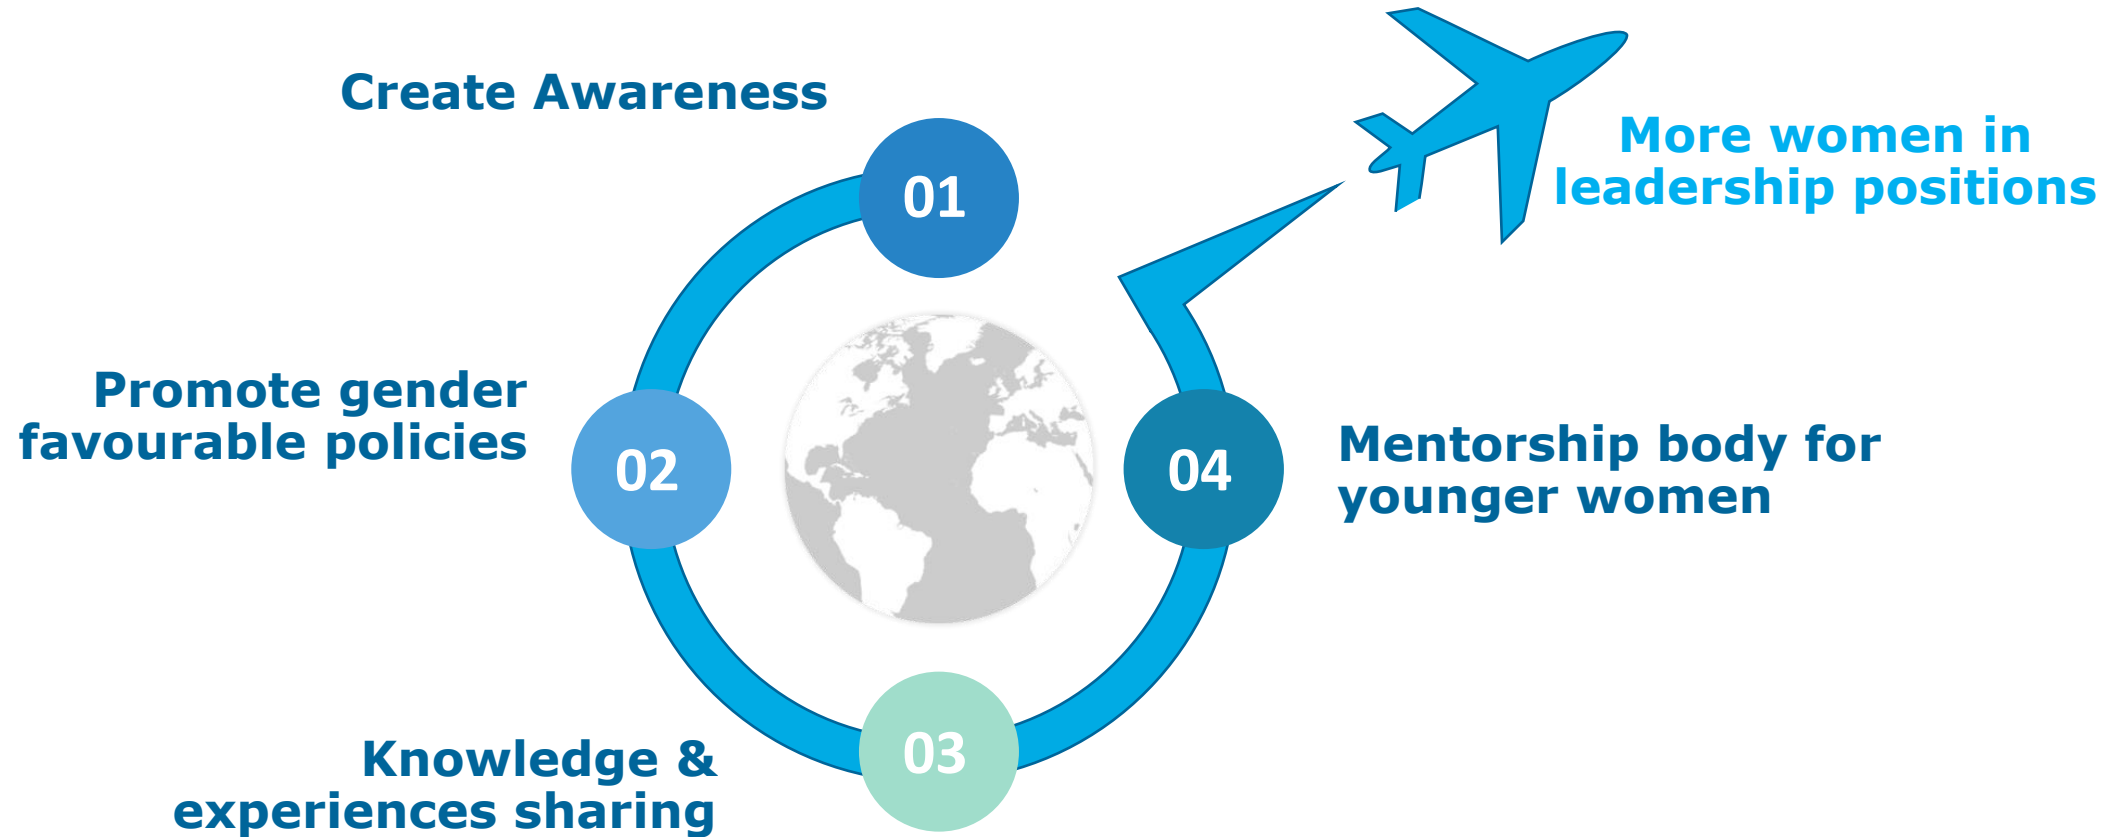 Create Awareness
01
More women in
leadership positions
Promote gender
favourable policies
02
04
Mentorship body for
younger women
03
Knowledge &
experiences sharing